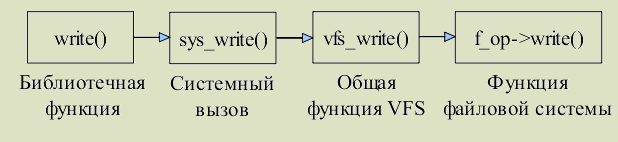 write() sys_write() vfs_write() f_op->write()
Библиотечная Системный Общая Функция
функция вызов функция VFS файловой системы